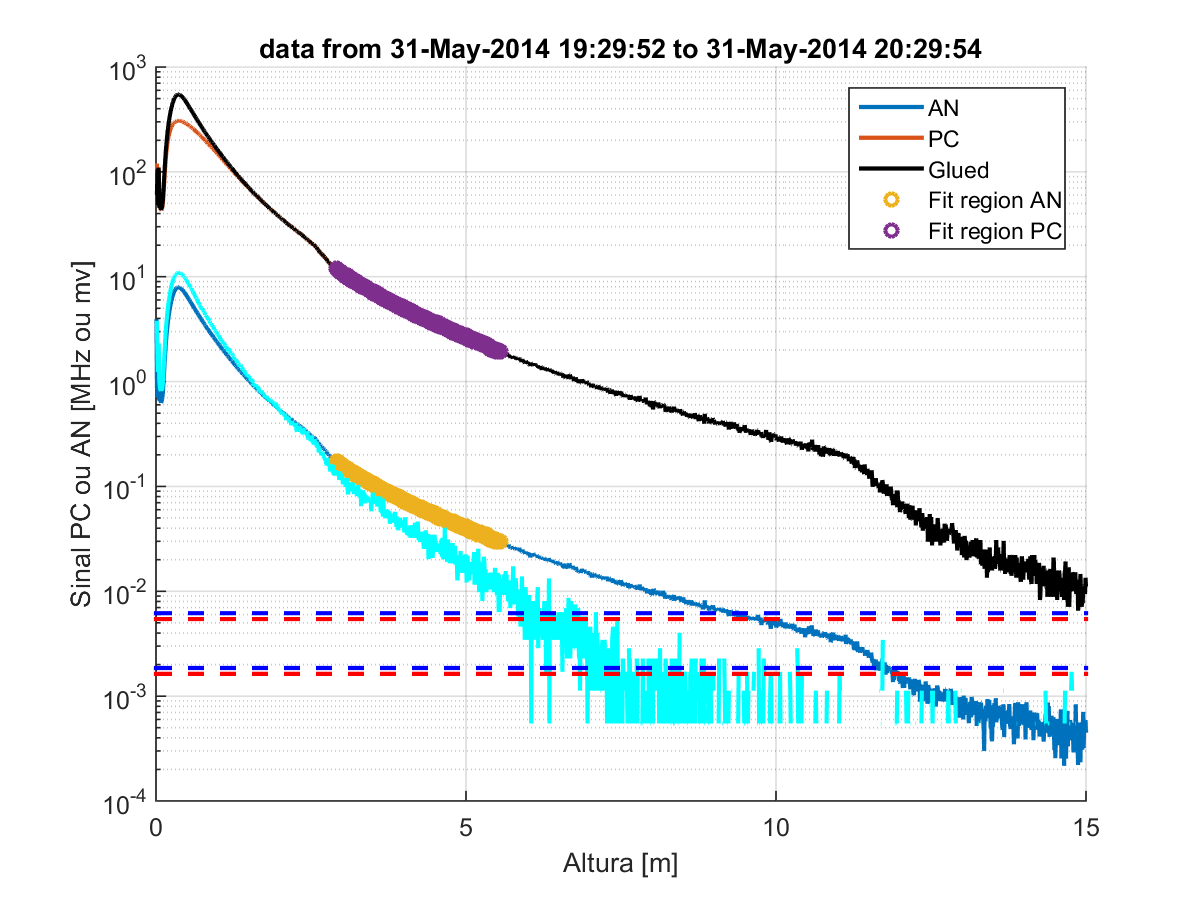 data from 31-May-2014 19:29:52 to 31-May-2014 20:29:54
Sinal PC ou AN [MHz ou mv]
10^3
10^2
10^1
10^0
10^-1
10^-2
10^-3
10^-4
AN
PC
Glued
Fit region AN
Fit region PC
0 5 10 15
Altura [m]